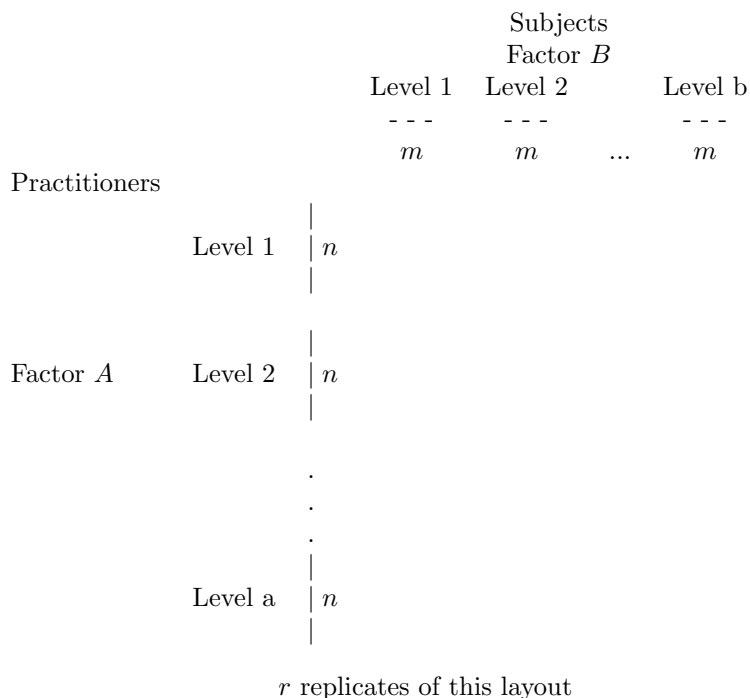 Subjects
Factor B
Level 1 Level 2 Level b
- - - - - - - - -
m m ... m
Practitioners
|
Level 1 | n
|
|
Factor A Level 2 | n
|
.
.
.
|
Level a | n
|
r replicates of this layout